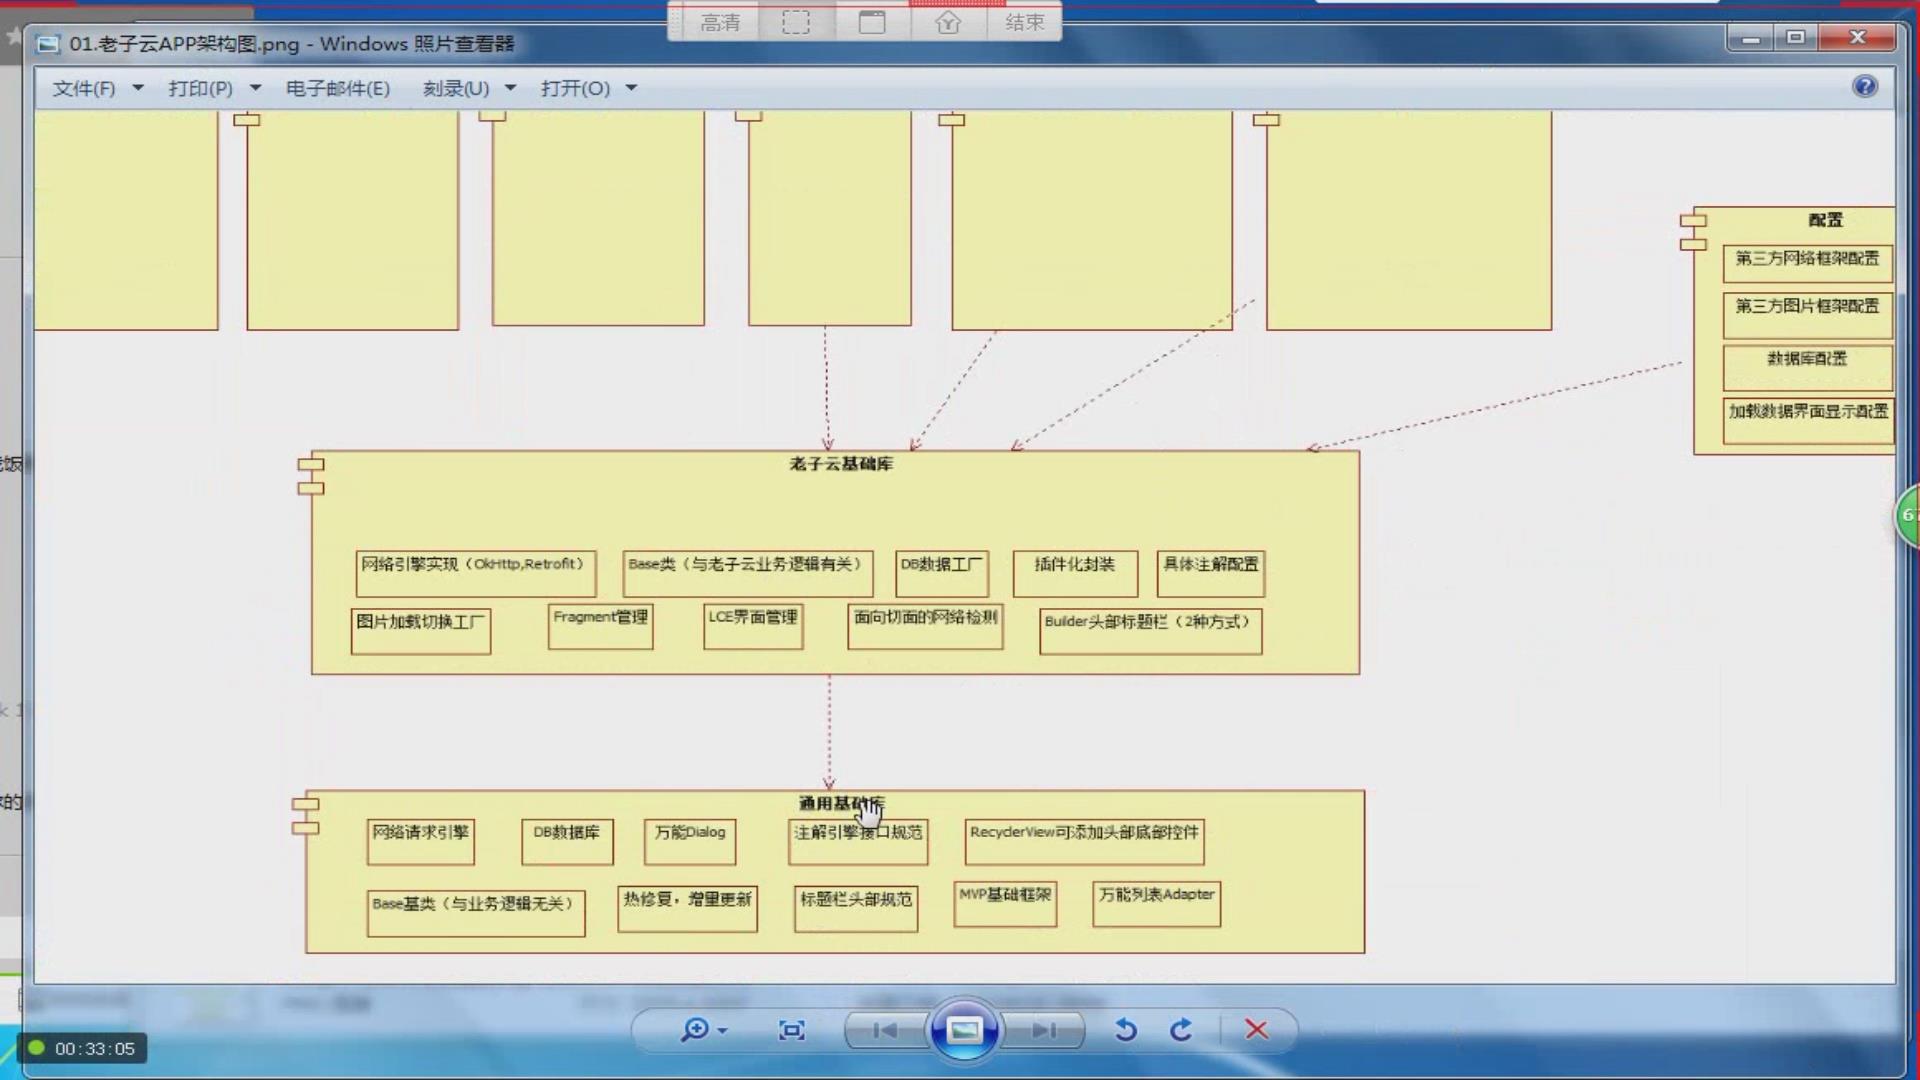 高清
结束
01.老子云APP架构图.png - Windows 照片查看器
文件(F)
打印(P)
电子邮件(E)
刻录(U)
打开(O)
配置
第三方网络框架配置
第三方图片框架配置
数据库配置
加载数据界面显示配置
老子云基础库
网络引擎实现（OkHttp,Retrofit）
Base类（与老子云业务逻辑有关）
DB数据工厂
插件化封装
具体注解配置
图片加载切换工厂
Fragment管理
LCE界面管理
面向切面的网络检测
Builder头部标题栏（2种方式）
通用基础库
网络请求引擎
DB数据库
万能Dialog
注解引擎接口规范
RecyclerView可添加头部底部控件
Base基类（与业务逻辑无关）
热修复，增里更新
标题栏头部规范
MVP基础框架
万能列表Adapter
00:33:05